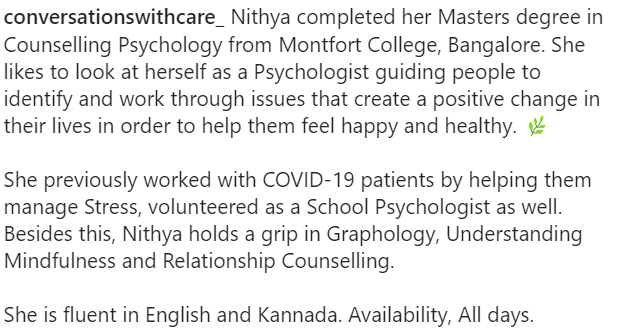 conversationswithcare_ Nithya completed her Masters degree in
Counselling Psychology from Montfort College, Bangalore. She
likes to look at herself as a Psychologist guiding people to
identify and work through issues that create a positive change in
their lives in order to help them feel happy and healthy. 🌿
She previously worked with COVID-19 patients by helping them
manage Stress, volunteered as a School Psychologist as well.
Besides this, Nithya holds a grip in Graphology, Understanding
Mindfulness and Relationship Counselling.
She is fluent in English and Kannada. Availability, All days.